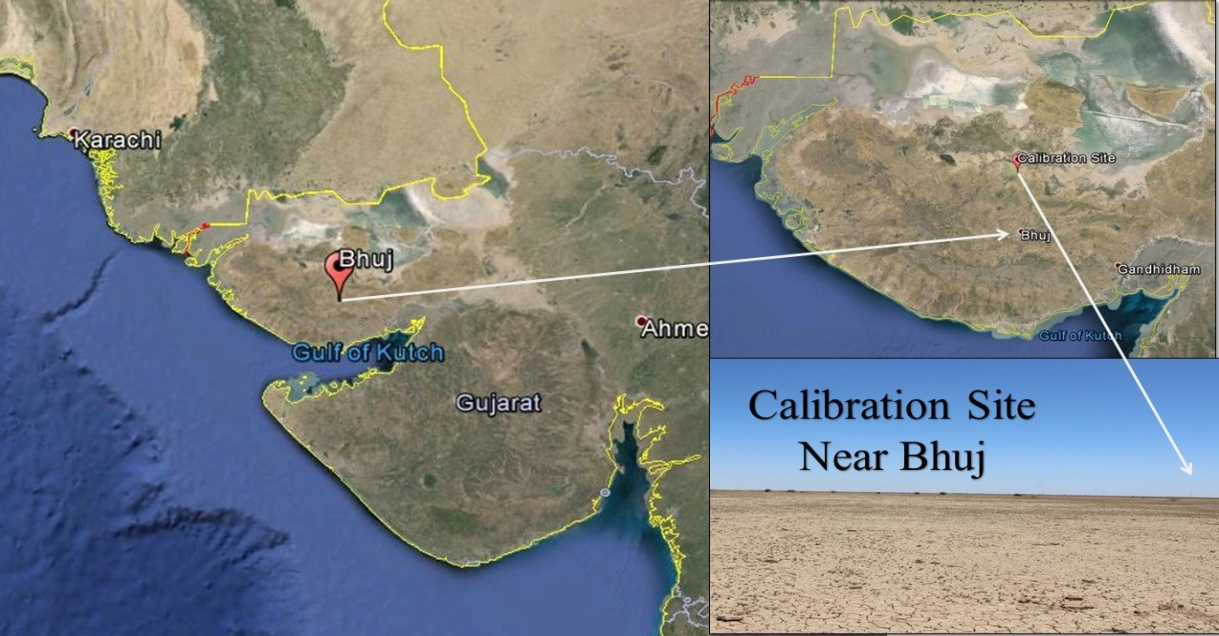 Karachi
Bhuj
Gulf of Kutch
Gujarat
Ahme
Calibration Site
Bhuj
Gandhidham
Gulf of Kutch
Calibration Site
Near Bhuj